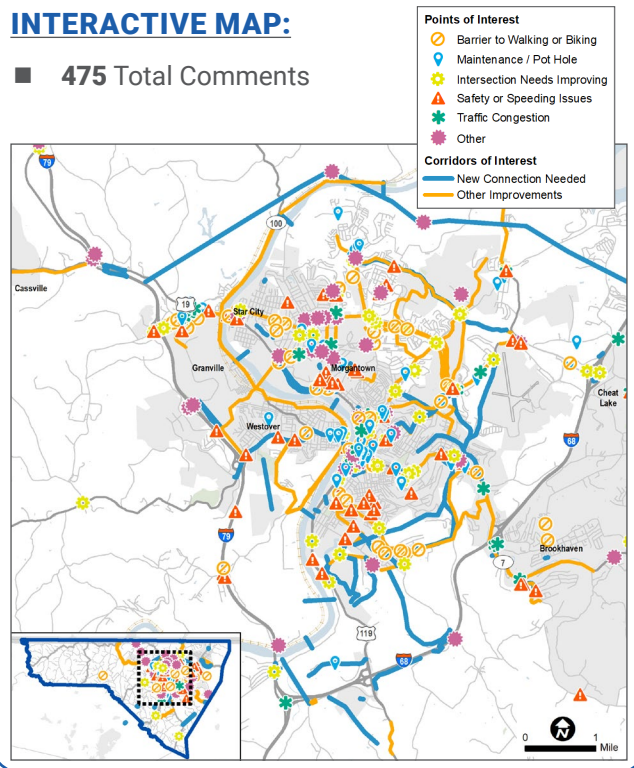 INTERACTIVE MAP:
■ 475 Total Comments
Points of Interest
Barrier to Walking or Biking
Maintenance / Pot Hole
Intersection Needs Improving
Safety or Speeding Issues
Traffic Congestion
Other
Corridors of Interest
New Connection Needed
Other Improvements
79
100
Cassville
19
Star City
Granville
Morgantown
Cheat
Lake
Westover
68
79
Brookhaven
7
119
68
N
0 1
Mile